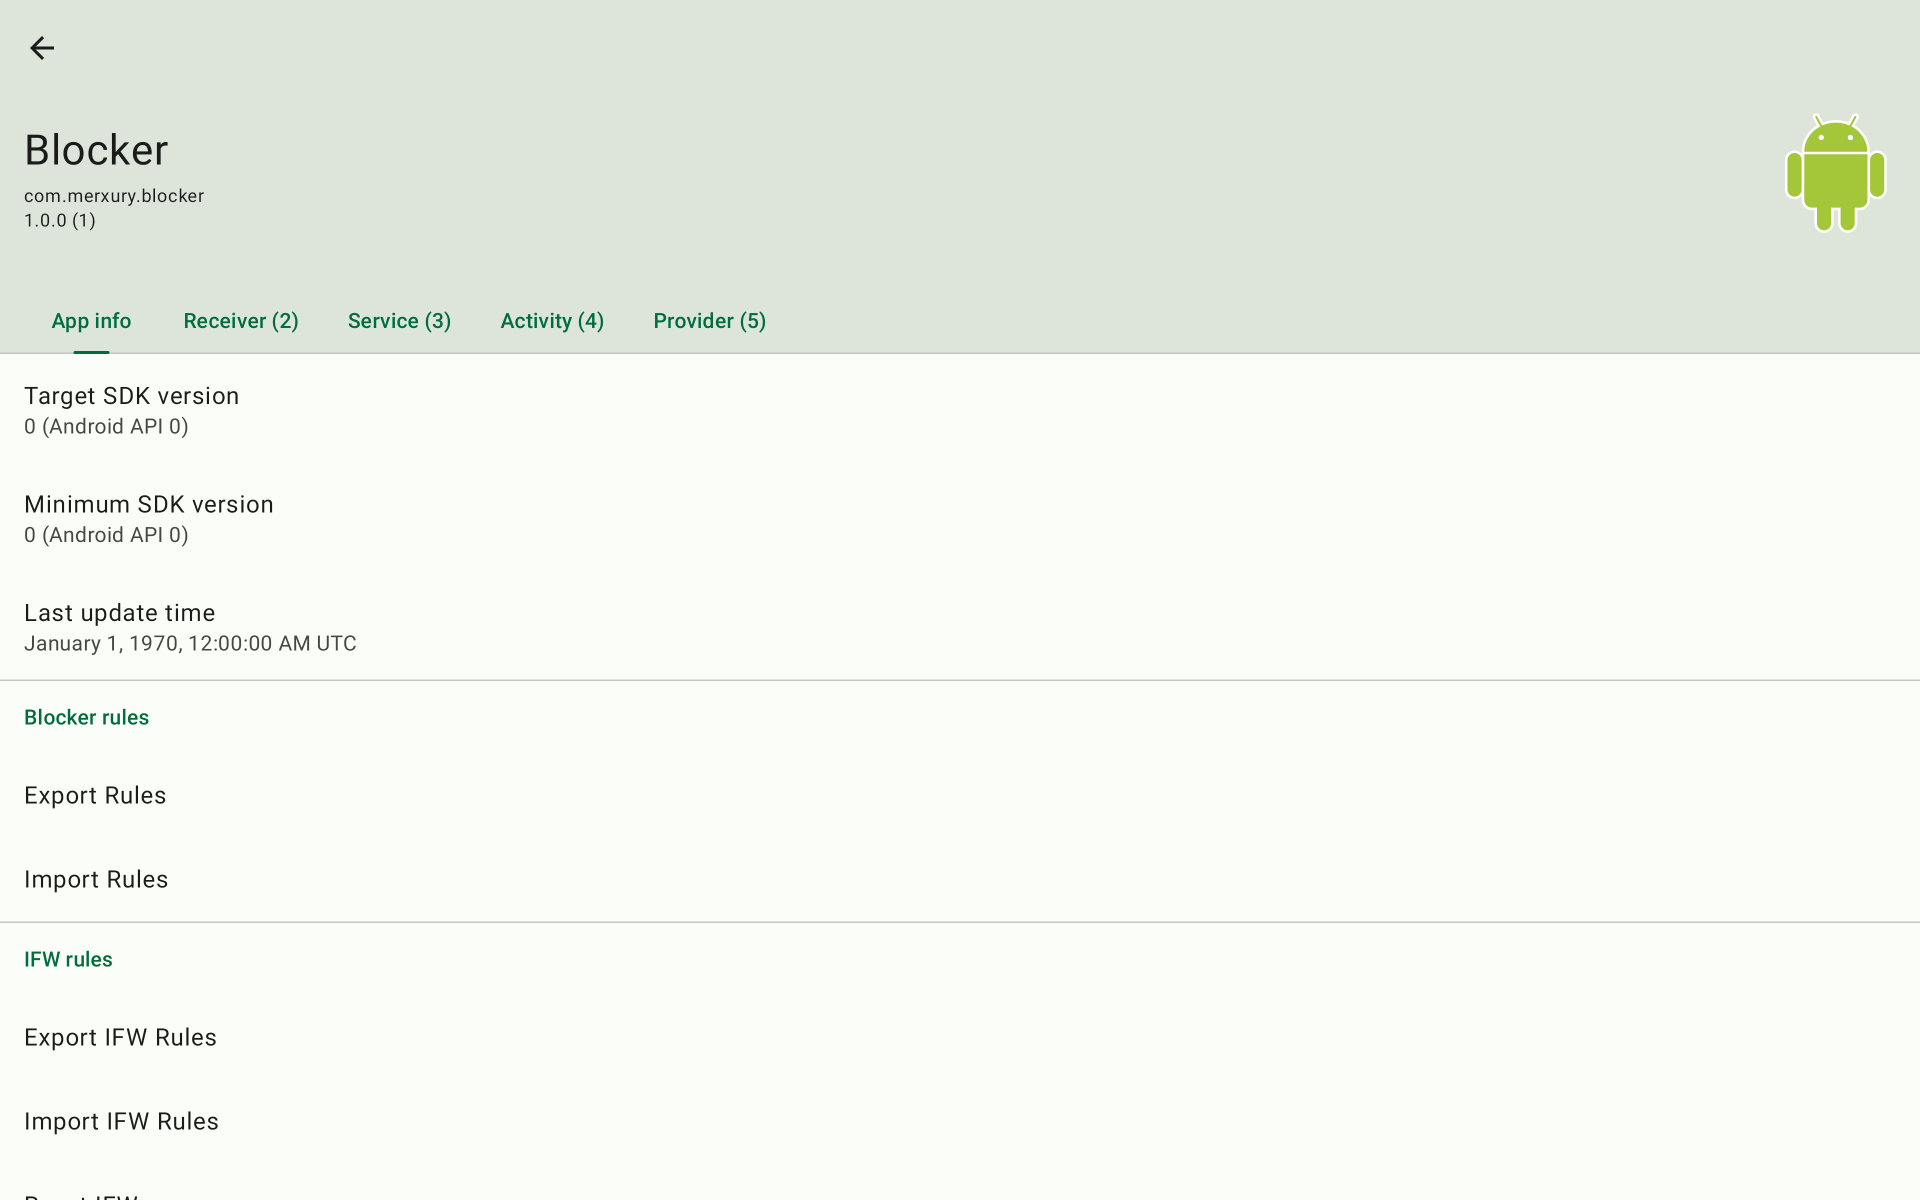 Blocker
com.merxury.blocker
1.0.0 (1)
App info
Receiver (2)
Service (3)
Activity (4)
Provider (5)
Target SDK version
0 (Android API 0)
Minimum SDK version
0 (Android API 0)
Last update time
January 1, 1970, 12:00:00 AM UTC
Blocker rules
Export Rules
Import Rules
IFW rules
Export IFW Rules
Import IFW Rules